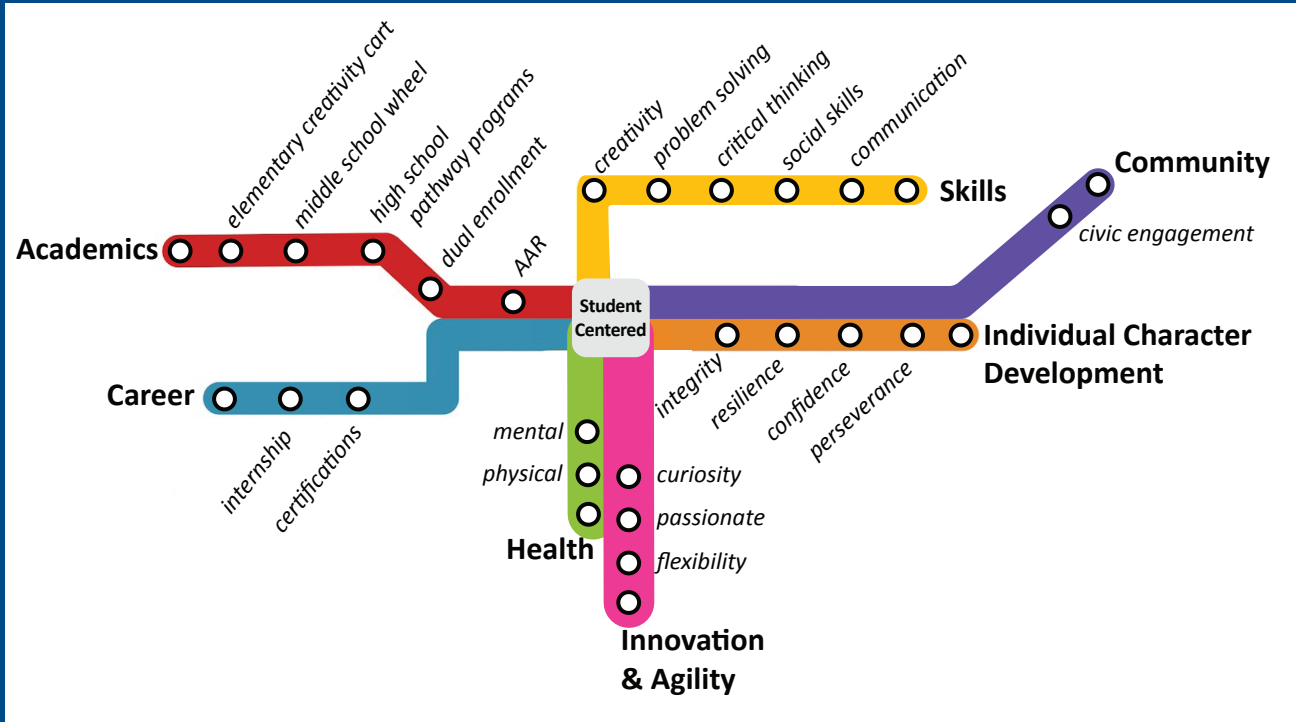 elementary creativity cart
middle school wheel
high school
pathway programs
dual enrollment
AAR
Academics
creativity
problem solving
critical thinking
social skills
communication
Skills
Community
civic engagement
Student
Centered
Individual Character
Development
integrity
resilience
confidence
perseverance
Career
internship
certifications
mental
physical
Health
curiosity
passionate
flexibility
Innovation
& Agility